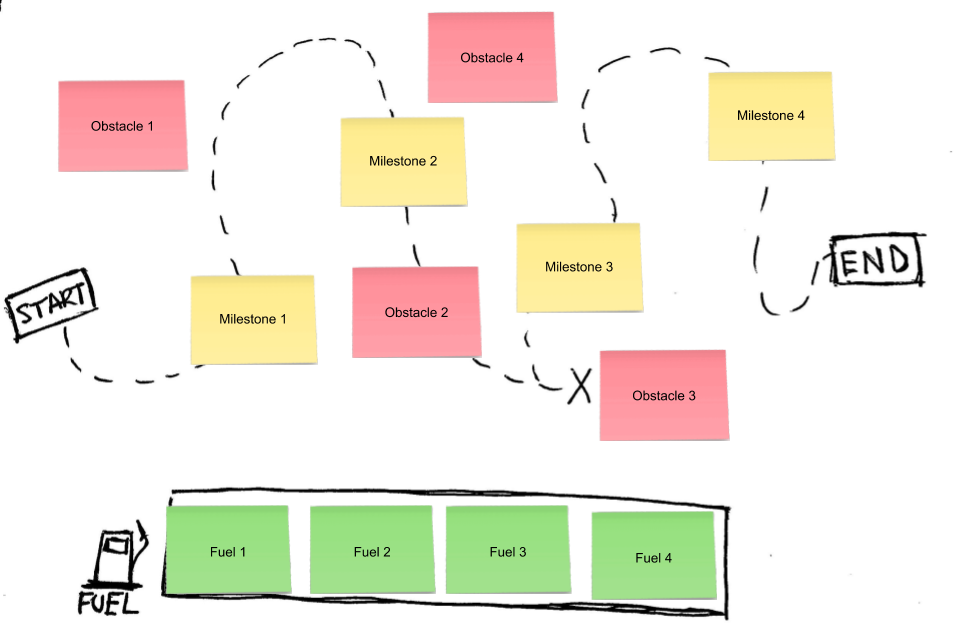 Obstacle 4
Obstacle 1
Milestone 4
Milestone 2
END
Milestone 3
START
Milestone 1
Obstacle 2
X
Obstacle 3
Fuel 1
Fuel 2
Fuel 3
Fuel 4
FUEL